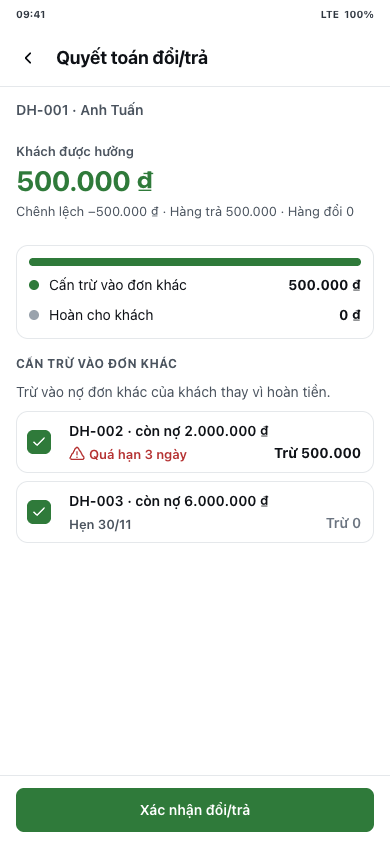 09:41 LTE 100%
Quyết toán đổi/trả
DH-001 · Anh Tuấn
Khách được hưởng
500.000 ₫
Chênh lệch −500.000 ₫ · Hàng trả 500.000 · Hàng đổi 0
Cấn trừ vào đơn khác 500.000 ₫
Hoàn cho khách 0 ₫
CẤN TRỪ VÀO ĐƠN KHÁC
Trừ vào nợ đơn khác của khách thay vì hoàn tiền.
DH-002 · còn nợ 2.000.000 ₫
Quá hạn 3 ngày Trừ 500.000
DH-003 · còn nợ 6.000.000 ₫
Hẹn 30/11 Trừ 0
Xác nhận đổi/trả